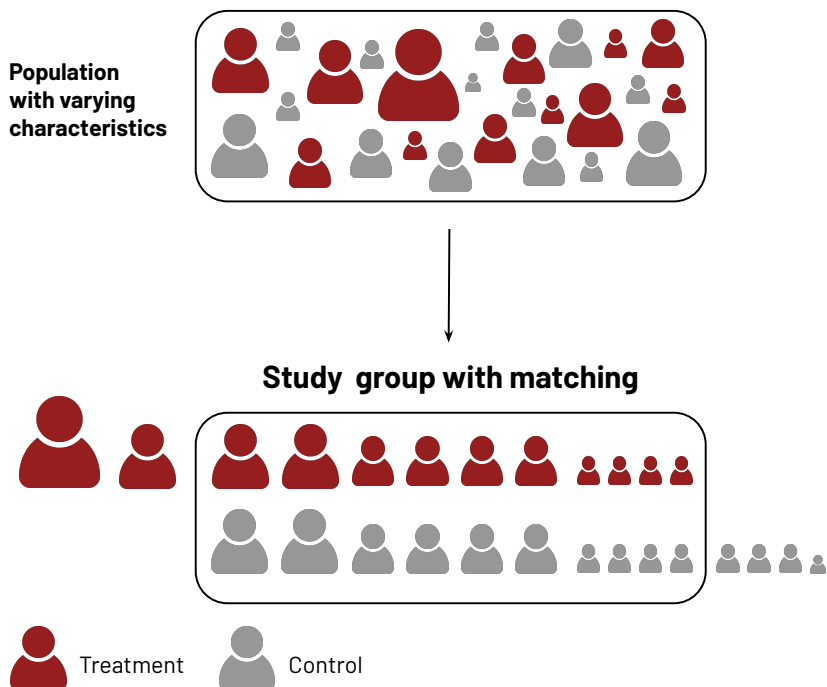 Population
with varying
characteristics
Study group with matching
Treatment
Control